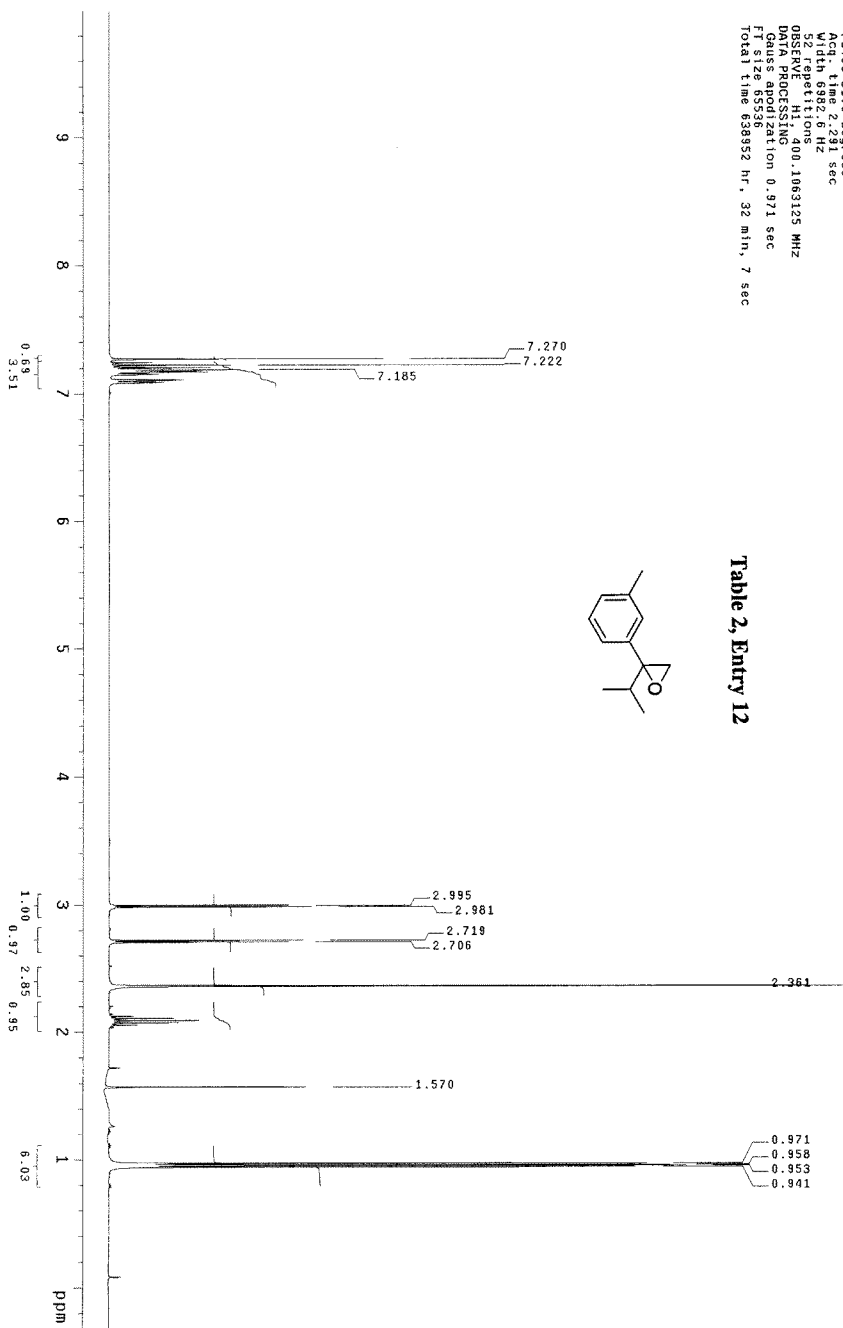 Acq. time 2.291 sec
Width 6982.6 Hz
52 repetitions
OBSERVE H1, 400.1063125 MHz
DATA PROCESSING
Gauss apodization 0.971 sec
FT size 65536
Total time 638952 hr, 32 min, 7 sec
Table 2, Entry 12
O
7.270
7.222
7.185
2.995
2.981
2.719
2.706
2.361
1.570
0.971
0.958
0.953
0.941
9 8 7 6 5 4 3 2 1 ppm
0.69
3.51
1.00
0.97
2.85
0.95
6.03